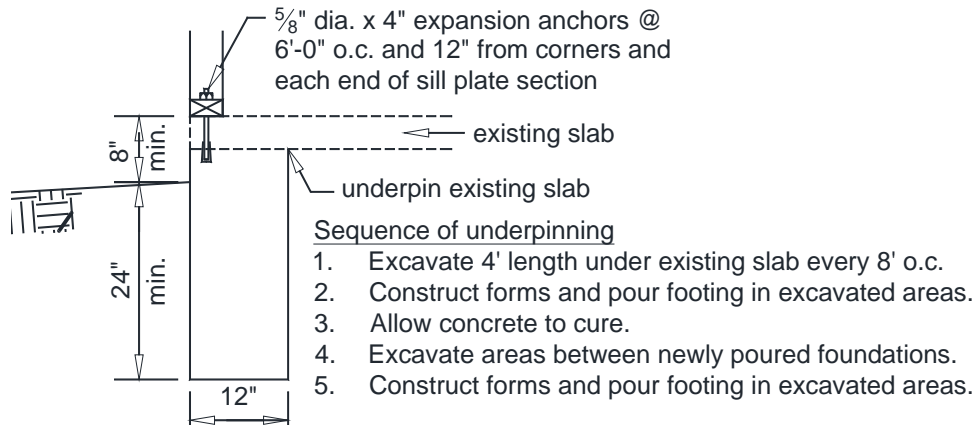 ⅝" dia. x 4" expansion anchors @
6'-0" o.c. and 12" from corners and
each end of sill plate section
8"
min.
existing slab
underpin existing slab
24"
min.
12"
Sequence of underpinning
1. Excavate 4' length under existing slab every 8' o.c.
2. Construct forms and pour footing in excavated areas.
3. Allow concrete to cure.
4. Excavate areas between newly poured foundations.
5. Construct forms and pour footing in excavated areas.